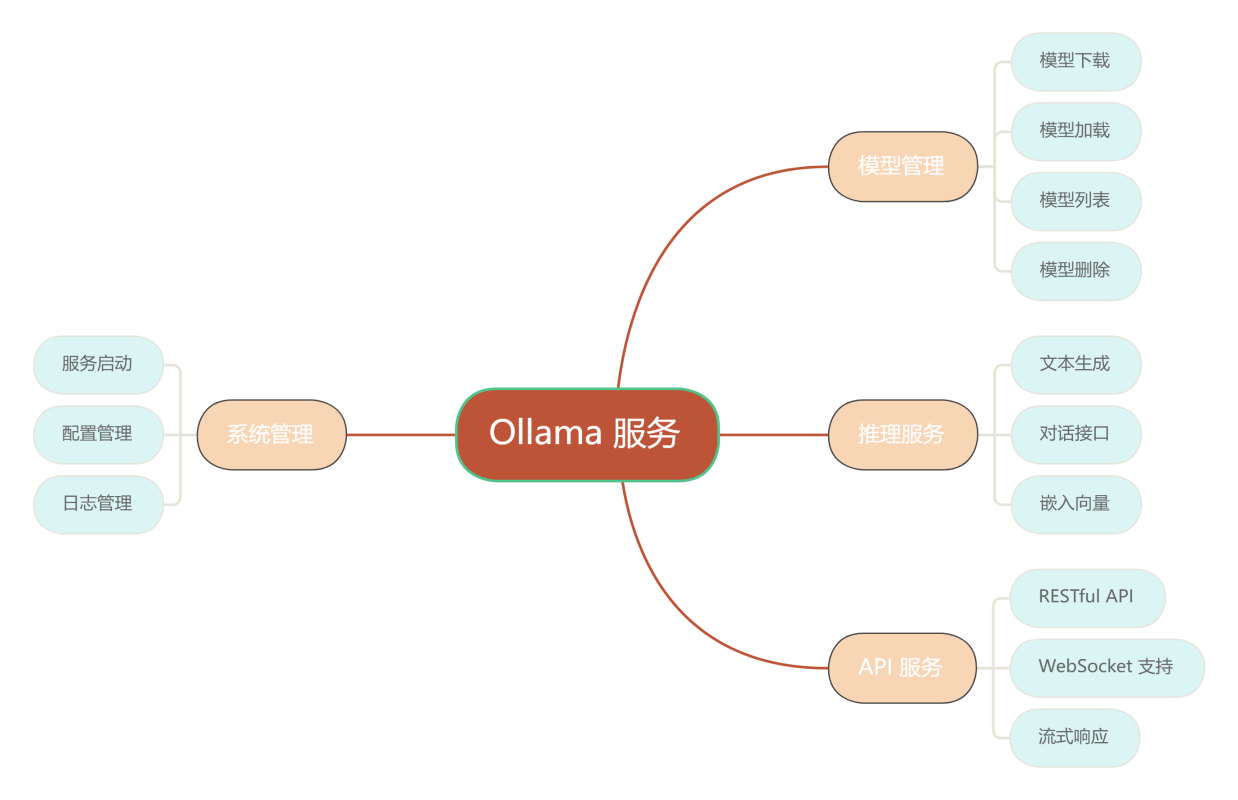 Ollama 服务
模型管理
模型下载
模型加载
模型列表
模型删除
推理服务
文本生成
对话接口
嵌入向量
API 服务
RESTful API
WebSocket 支持
流式响应
系统管理
服务启动
配置管理
日志管理